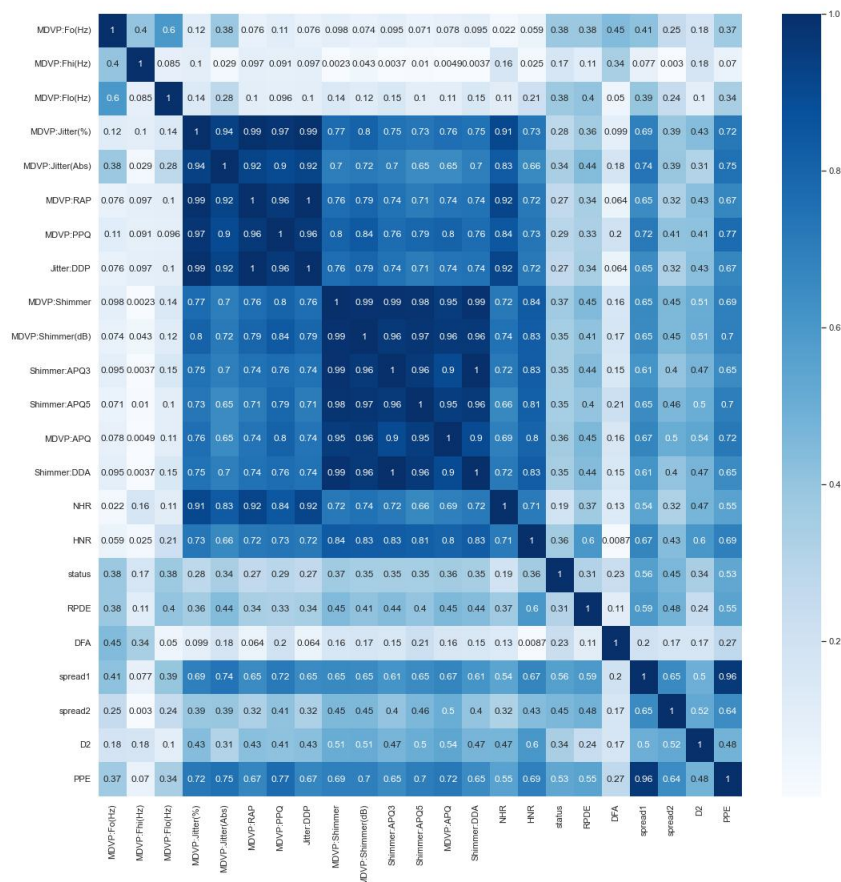 MDVP:Fo(Hz) 1 0.4 0.6 0.12 0.38 0.076 0.11 0.076 0.098 0.074 0.095 0.071 0.078 0.095 0.022 0.059 0.38 0.38 0.45 0.41 0.25 0.18 0.37
MDVP:Fhi(Hz) 0.4 1 0.085 0.1 0.029 0.097 0.091 0.097 0.0023 0.043 0.0037 0.01 0.0049 0.0037 0.16 0.025 0.17 0.11 0.34 0.077 0.003 0.18 0.07
MDVP:Flo(Hz) 0.6 0.085 1 0.14 0.28 0.1 0.096 0.1 0.14 0.12 0.15 0.1 0.11 0.15 0.11 0.21 0.38 0.4 0.05 0.39 0.24 0.1 0.34
MDVP:Jitter(%) 0.12 0.1 0.14 1 0.94 0.99 0.97 0.99 0.77 0.8 0.75 0.73 0.76 0.75 0.91 0.73 0.28 0.36 0.099 0.69 0.39 0.43 0.72
MDVP:Jitter(Abs) 0.38 0.029 0.28 0.94 1 0.92 0.9 0.92 0.7 0.72 0.7 0.65 0.65 0.7 0.83 0.66 0.34 0.44 0.18 0.74 0.39 0.31 0.75
MDVP:RAP 0.076 0.097 0.1 0.99 0.92 1 0.96 1 0.76 0.79 0.74 0.71 0.74 0.74 0.92 0.72 0.27 0.34 0.064 0.65 0.32 0.43 0.67
MDVP:PPQ 0.11 0.091 0.096 0.97 0.9 0.96 1 0.96 0.8 0.84 0.76 0.79 0.8 0.76 0.84 0.73 0.29 0.33 0.2 0.72 0.41 0.41 0.77
Jitter:DDP 0.076 0.097 0.1 0.99 0.92 1 0.96 1 0.76 0.79 0.74 0.71 0.74 0.74 0.92 0.72 0.27 0.34 0.064 0.65 0.32 0.43 0.67
MDVP:Shimmer 0.098 0.0023 0.14 0.77 0.7 0.76 0.8 0.76 1 0.99 0.99 0.98 0.95 0.99 0.72 0.84 0.37 0.45 0.16 0.65 0.45 0.51 0.69
MDVP:Shimmer(dB) 0.074 0.043 0.12 0.8 0.72 0.79 0.84 0.79 0.99 1 0.96 0.97 0.96 0.96 0.74 0.83 0.35 0.41 0.17 0.65 0.45 0.51 0.7
Shimmer:APQ3 0.095 0.0037 0.15 0.75 0.7 0.74 0.76 0.74 0.99 0.96 1 0.96 0.9 1 0.72 0.83 0.35 0.44 0.15 0.61 0.4 0.47 0.65
Shimmer:APQ5 0.071 0.01 0.1 0.73 0.65 0.71 0.79 0.71 0.98 0.97 0.96 1 0.95 0.96 0.66 0.81 0.35 0.4 0.21 0.65 0.46 0.5 0.7
MDVP:APQ 0.078 0.0049 0.11 0.76 0.65 0.74 0.8 0.74 0.95 0.96 0.9 0.95 1 0.9 0.69 0.8 0.36 0.45 0.16 0.67 0.5 0.54 0.72
Shimmer:DDA 0.095 0.0037 0.15 0.75 0.7 0.74 0.76 0.74 0.99 0.96 1 0.96 0.9 1 0.72 0.83 0.35 0.44 0.15 0.61 0.4 0.47 0.65
NHR 0.022 0.16 0.11 0.91 0.83 0.92 0.84 0.92 0.72 0.74 0.72 0.66 0.69 0.72 1 0.71 0.19 0.37 0.13 0.54 0.32 0.47 0.55
HNR 0.059 0.025 0.21 0.73 0.66 0.72 0.73 0.72 0.84 0.83 0.83 0.81 0.8 0.83 0.71 1 0.36 0.6 0.0087 0.67 0.43 0.6 0.69
status 0.38 0.17 0.38 0.28 0.34 0.27 0.29 0.27 0.37 0.35 0.35 0.35 0.36 0.35 0.19 0.36 1 0.31 0.23 0.56 0.45 0.34 0.53
RPDE 0.38 0.11 0.4 0.36 0.44 0.34 0.33 0.34 0.45 0.41 0.44 0.4 0.45 0.44 0.37 0.6 0.31 1 0.11 0.59 0.48 0.24 0.55
DFA 0.45 0.34 0.05 0.099 0.18 0.064 0.2 0.064 0.16 0.17 0.15 0.21 0.16 0.15 0.13 0.0087 0.23 0.11 1 0.2 0.17 0.17 0.27
spread1 0.41 0.077 0.39 0.69 0.74 0.65 0.72 0.65 0.65 0.65 0.61 0.65 0.67 0.61 0.54 0.67 0.56 0.59 0.2 1 0.65 0.5 0.96
spread2 0.25 0.003 0.24 0.39 0.39 0.32 0.41 0.32 0.45 0.45 0.4 0.46 0.5 0.4 0.32 0.43 0.45 0.48 0.17 0.65 1 0.52 0.64
D2 0.18 0.18 0.1 0.43 0.31 0.43 0.41 0.43 0.51 0.51 0.47 0.5 0.54 0.47 0.47 0.6 0.34 0.24 0.17 0.5 0.52 1 0.48
PPE 0.37 0.07 0.34 0.72 0.75 0.67 0.77 0.67 0.69 0.7 0.65 0.7 0.72 0.65 0.55 0.69 0.53 0.55 0.27 0.96 0.64 0.48 1
MDVP:Fo(Hz) MDVP:Fhi(Hz) MDVP:Flo(Hz) MDVP:Jitter(%) MDVP:Jitter(Abs) MDVP:RAP MDVP:PPQ Jitter:DDP MDVP:Shimmer MDVP:Shimmer(dB) Shimmer:APQ3 Shimmer:APQ5 MDVP:APQ Shimmer:DDA NHR HNR status RPDE DFA spread1 spread2 D2 PPE
1.0
0.8
0.6
0.4
0.2